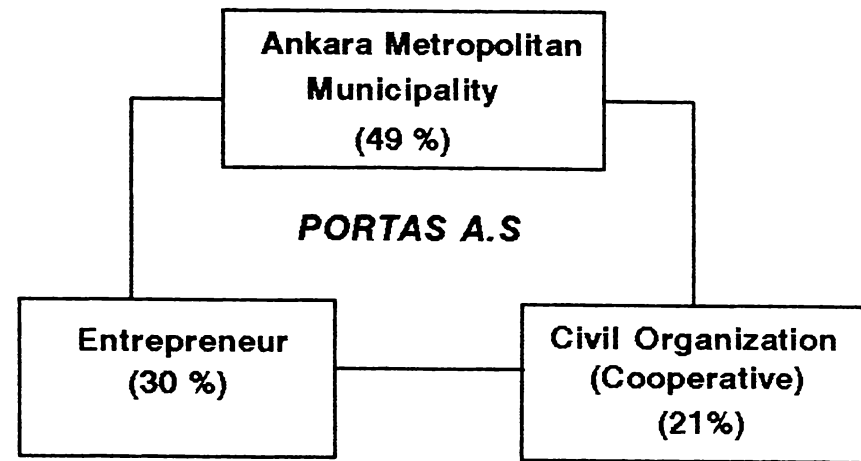 Ankara Metropolitan
Municipality
(49 %)
PORTAS A.S
Entrepreneur
(30 %)
Civil Organization
(Cooperative)
(21%)